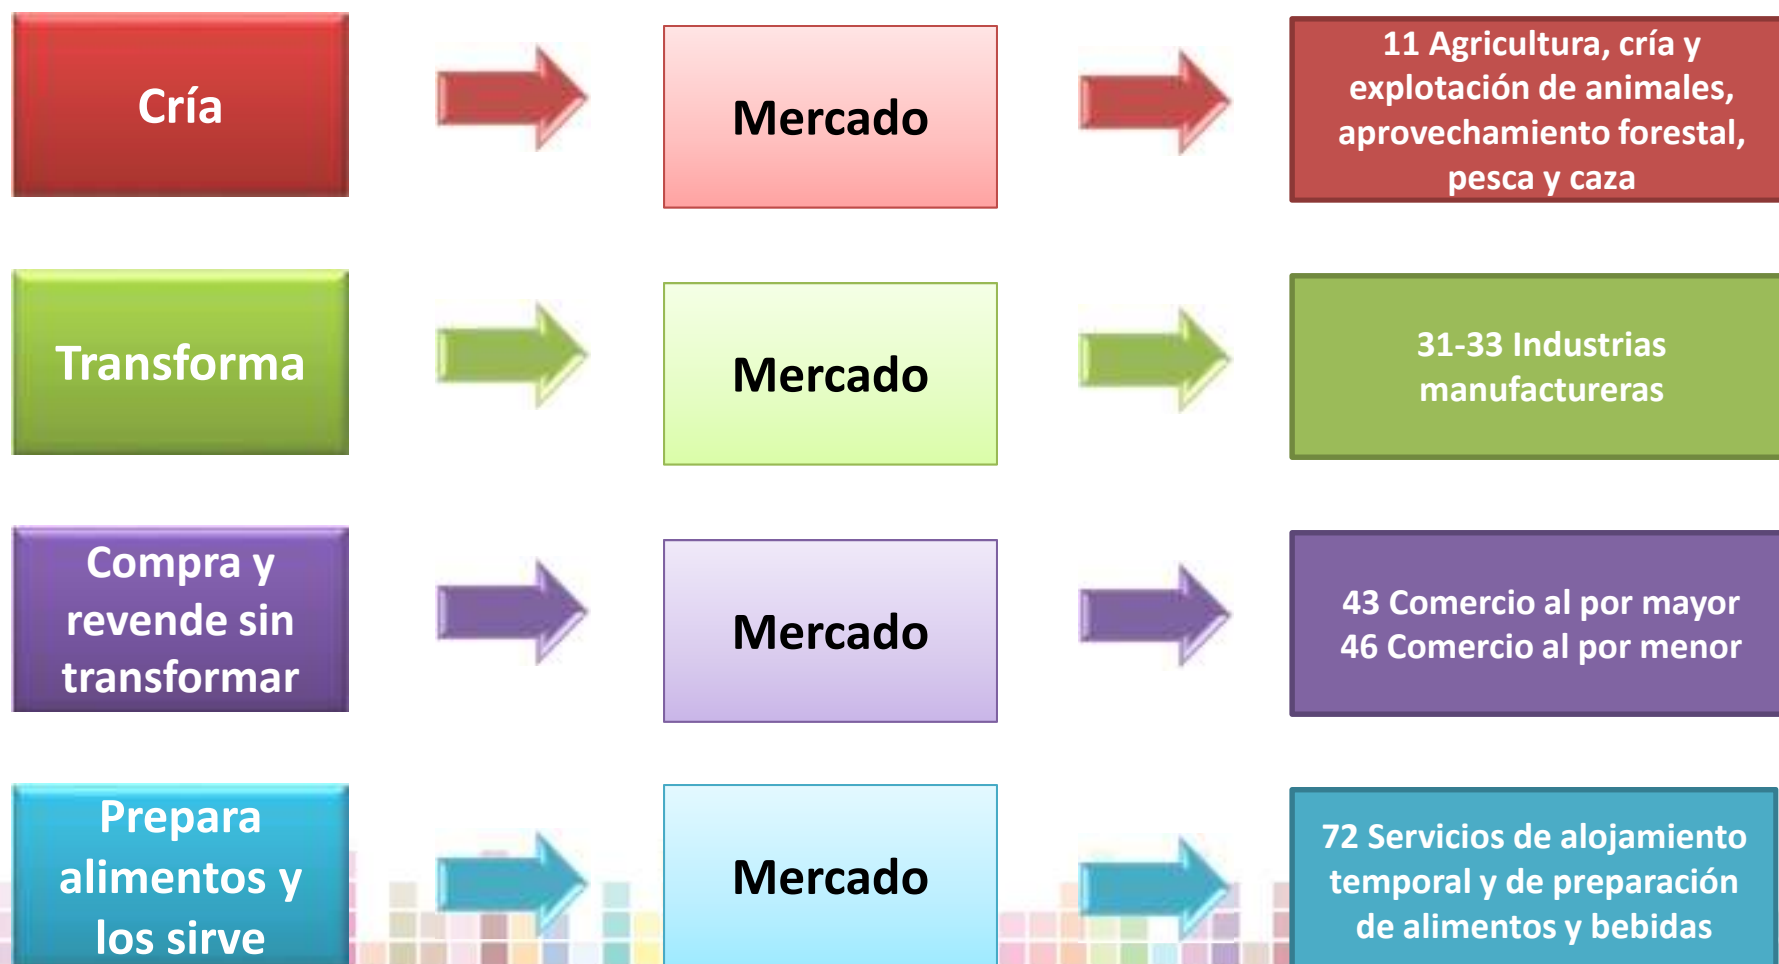 Cría
Mercado
11 Agricultura, cría y
explotación de animales,
aprovechamiento forestal,
pesca y caza
Transforma
Mercado
31-33 Industrias
manufactureras
Compra y
revende sin
transformar
Mercado
43 Comercio al por mayor
46 Comercio al por menor
Prepara
alimentos y
los sirve
Mercado
72 Servicios de alojamiento
temporal y de preparación
de alimentos y bebidas